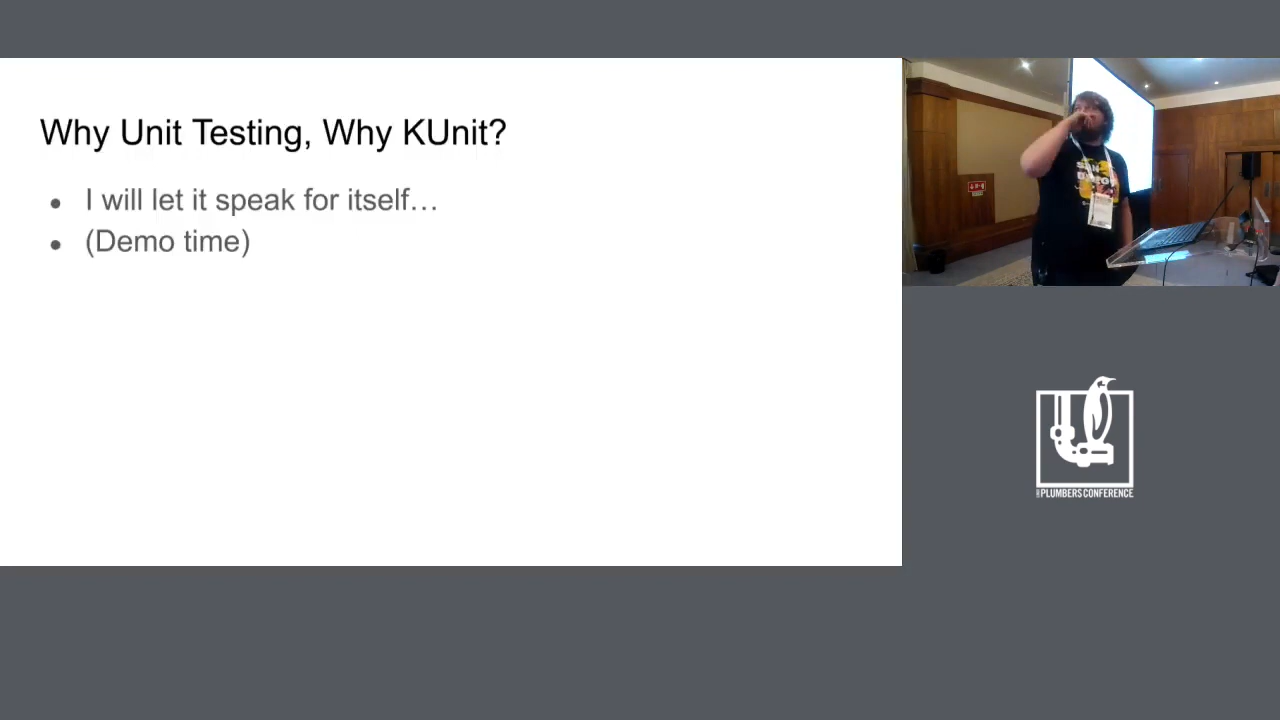 Why Unit Testing, Why KUnit?
I will let it speak for itself…
(Demo time)
PLUMBERS CONFERENCE